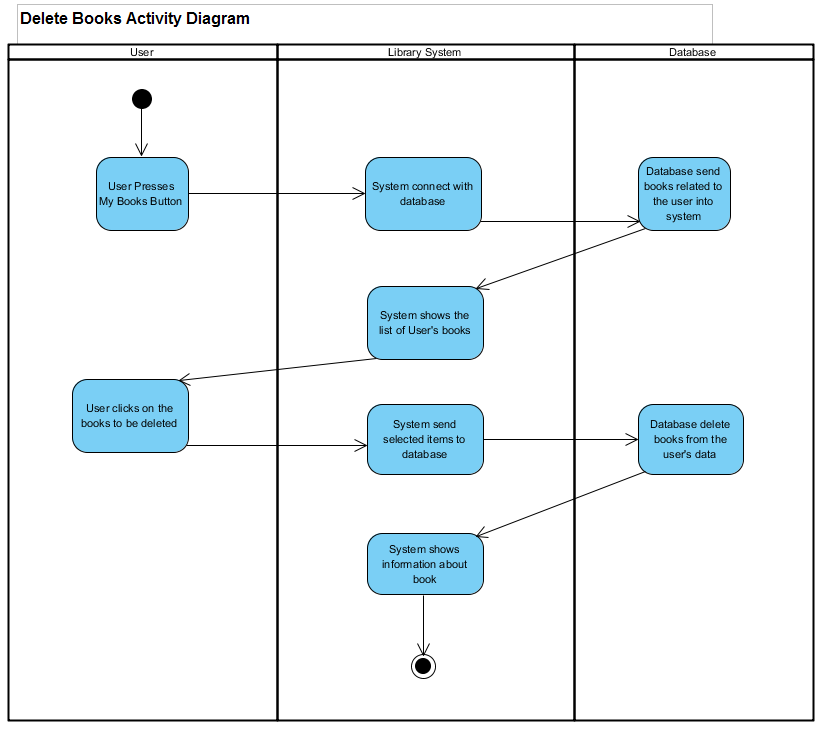 Delete Books Activity Diagram
User
Library System
Database
User Presses
My Books Button
System connect with
database
Database send
books related to
the user into
system
System shows the
list of User's books
User clicks on the
books to be deleted
System send
selected items to
database
Database delete
books from the
user's data
System shows
information about
book